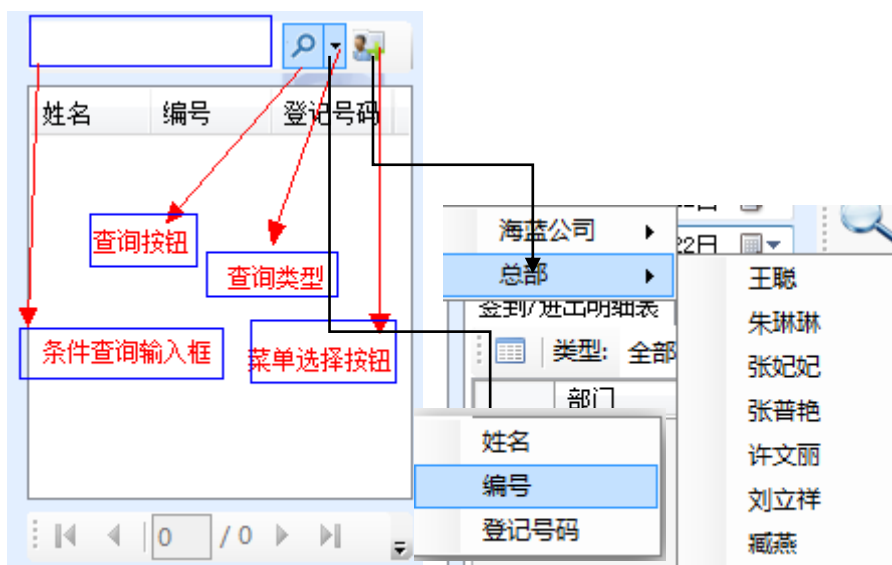 姓名 编号 登记号码
查询按钮
查询类型
条件查询输入框
菜单选择按钮
0 / 0
海蓝公司
总部
22日
签到/进出明细表
类型: 全部
部门
姓名
编号
登记号码
王聪
朱琳琳
张妃妃
张普艳
许文丽
刘立祥
臧燕